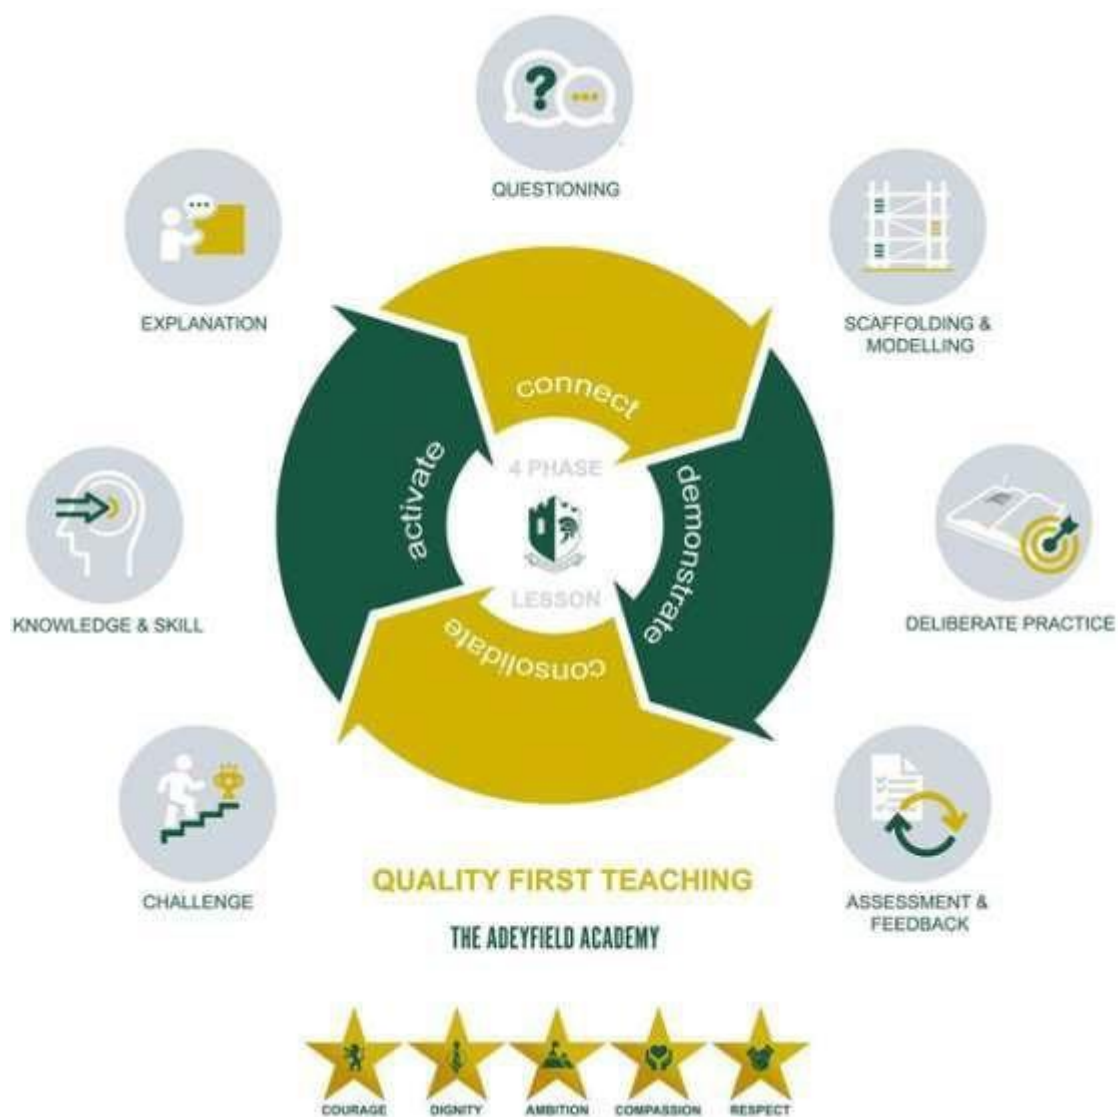 ?
QUESTIONING
EXPLANATION
SCAFFOLDING &
MODELLING
connect
activate
4 PHASE
demonstrate
LESSON
consolidate
KNOWLEDGE & SKILL
DELIBERATE PRACTICE
CHALLENGE
ASSESSMENT &
FEEDBACK
QUALITY FIRST TEACHING
THE ADEYFIELD ACADEMY
COURAGE
DIGNITY
AMBITION
COMPASSION
RESPECT